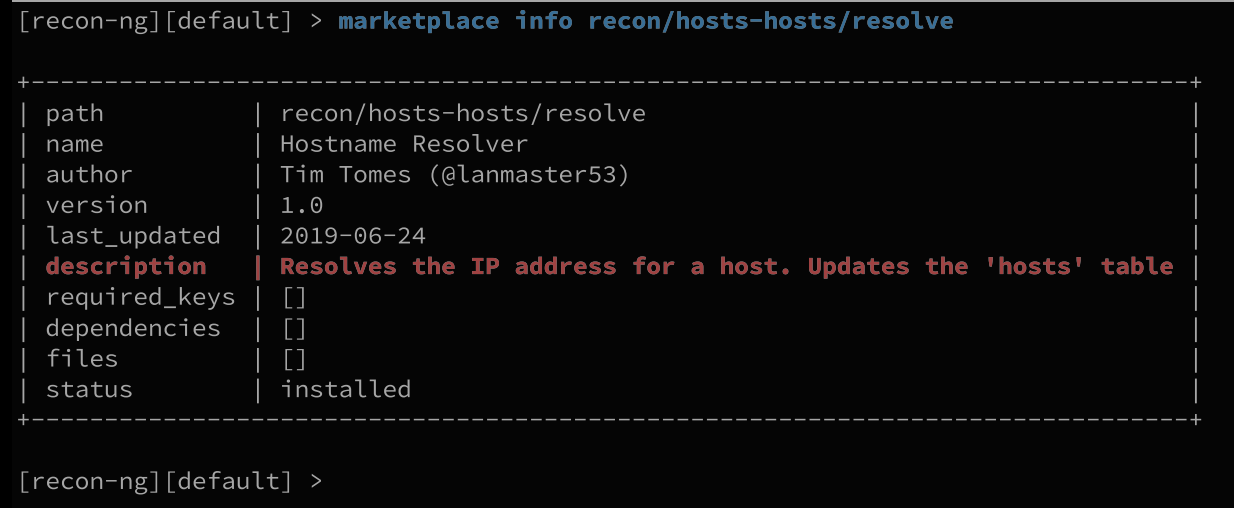 [recon-ng][default] > marketplace info recon/hosts-hosts/resolve
+-------------------------------------------------------------------------------+
| path          | recon/hosts-hosts/resolve                                     |
| name          | Hostname Resolver                                             |
| author        | Tim Tomes (@lanmaster53)                                      |
| version       | 1.0                                                           |
| last_updated  | 2019-06-24                                                    |
| description   | Resolves the IP address for a host. Updates the 'hosts' table |
| required_keys | []                                                            |
| dependencies  | []                                                            |
| files         | []                                                            |
| status        | installed                                                     |
+-------------------------------------------------------------------------------+
[recon-ng][default] >